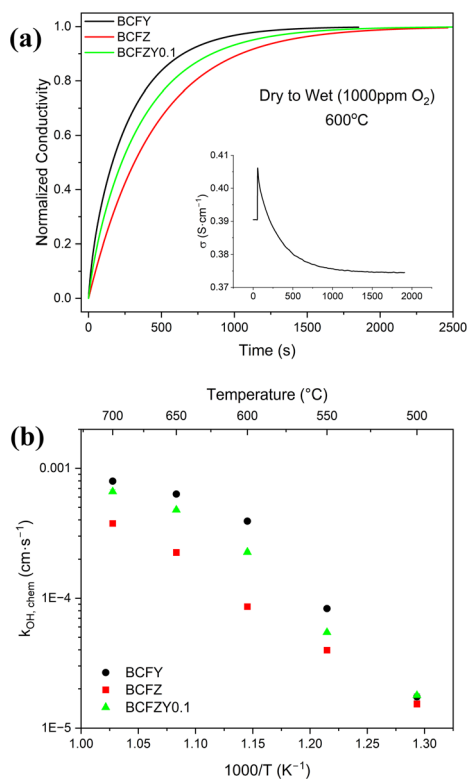 (a)
BCFY
BCFZ
BCFZY0.1
Dry to Wet (1000ppm O₂)
600°C
Normalized Conductivity
1.0
0.8
0.6
0.4
0.2
0.0
σ (S·cm⁻¹)
0.41
0.40
0.39
0.38
0.37
0 500 1000 1500 2000
0 500 1000 1500 2000 2500
Time (s)
(b)
Temperature (°C)
700 650 600 550 500
k_OH, chem (cm·s⁻¹)
0.001
1E−4
1E−5
BCFY
BCFZ
BCFZY0.1
1.00 1.05 1.10 1.15 1.20 1.25 1.30
1000/T (K⁻¹)